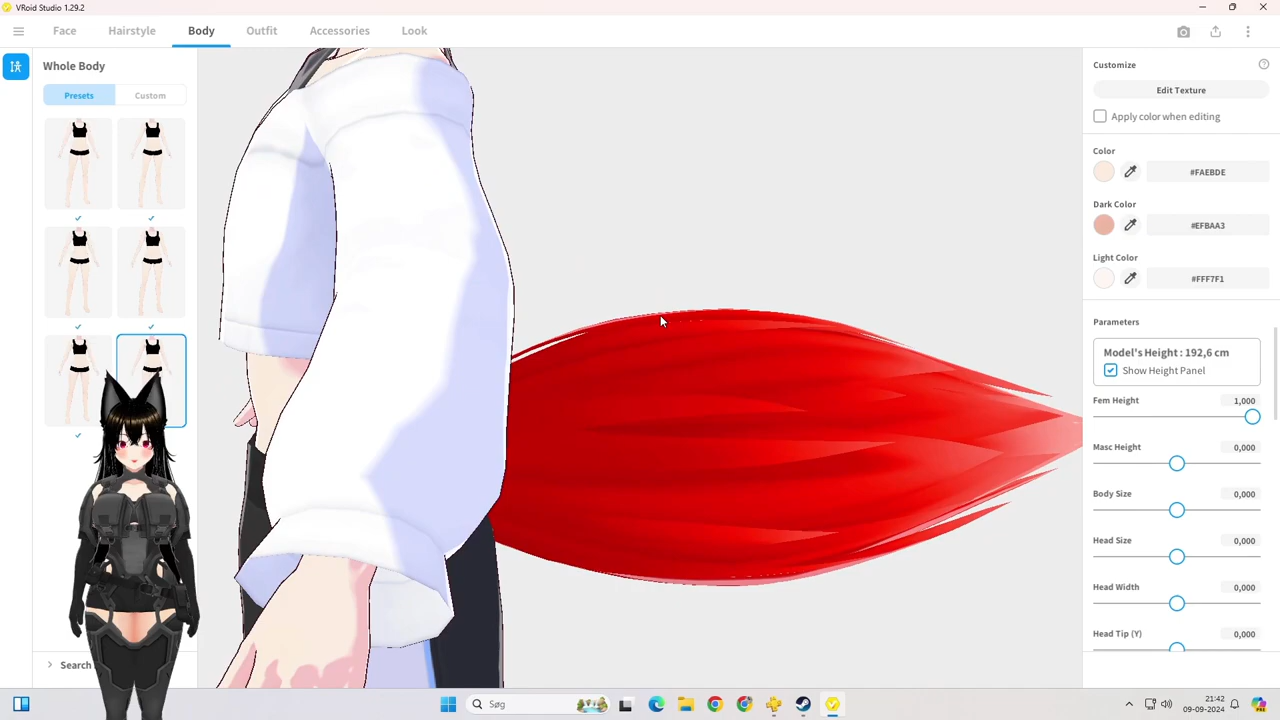 VRoid Studio 1.29.2
Face
Hairstyle
Body
Outfit
Accessories
Look
Whole Body
Presets
Custom
Search
Customize
Edit Texture
Apply color when editing
Color
#FAEBDE
Dark Color
#EFBAA3
Light Color
#FFF7F1
Parameters
Model's Height : 192,6 cm
Show Height Panel
Fem Height 1,000
Masc Height 0,000
Body Size 0,000
Head Size 0,000
Head Width 0,000
Head Tip (Y) 0,000
Søg
21:42
09-09-2024